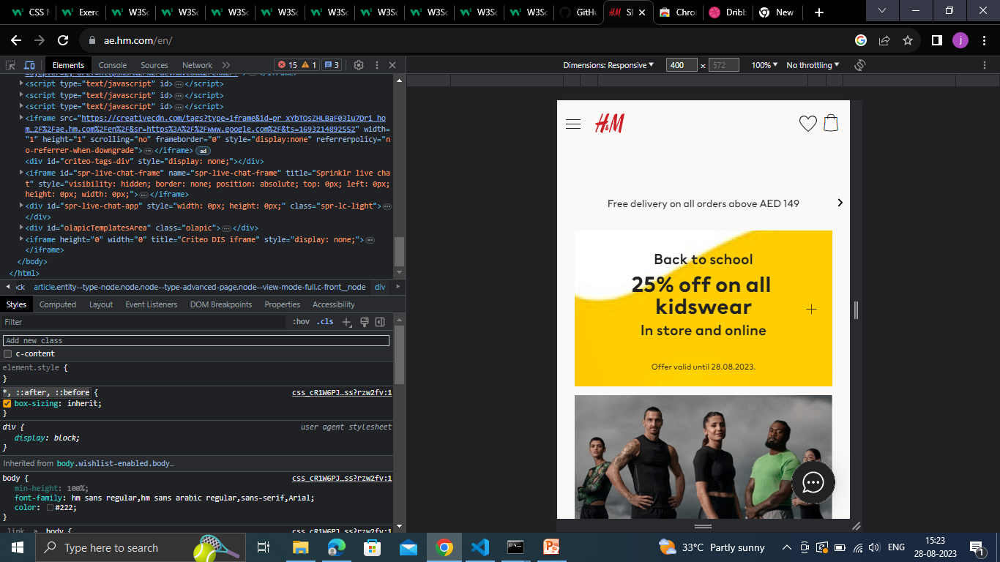 CSS M
Exerc
W3Sc
W3Sc
W3Sc
W3Sc
W3Sc
W3Sc
W3Sc
W3Sc
W3Sc
GitHu
H&M
Sh
Chro
Dribb
New
ae.hm.com/en/
j
Elements
Console
Sources
Network
15
1
3
Dimensions: Responsive
400
x
572
100%
No throttling
<script type="text/javascript" id>…</script>
<script type="text/javascript" id>…</script>
<script type="text/javascript" id>…</script>
<iframe src="https://creativecdn.com/tags?type=iframe&id=pr_xYbTOsZHLBaF03lu7Dri_ho
m…2F%2Fae.hm.com%2Fen%2F&sr=https%3A%2F%2Fwww.google.com%2F&ts=1693214892552" width=
"1" height="1" scrolling="no" frameborder="0" style="display:none" referrerpolicy="n
o-referrer-when-downgrade">…</iframe> ad
<div id="criteo-tags-div" style="display: none;"></div>
<iframe id="spr-live-chat-frame" name="spr-live-chat-frame" title="Sprinklr live cha
t" style="visibility: hidden; border: none; position: absolute; top: 0px; left: 0px;
height: 0px; width: 0px;">…</iframe>
<div id="spr-live-chat-app" style="width: 0px; height: 0px;" class="spr-lc-light">…
</div>
<div id="olapicTemplatesArea" class="olapic">…</div>
<iframe height="0" width="0" title="Criteo DIS iframe" style="display: none;">…
</iframe>
</body>
</html>
ock
article.entity--type-node.node.node--type-advanced-page.node--view-mode-full.c-front__node
div
Styles
Computed
Layout
Event Listeners
DOM Breakpoints
Properties
Accessibility
Filter
:hov
.cls
Add new class
c-content
element.style {
}
*, ::after, ::before {
css_cR1W6PJ…ss?rzw2fv:1
box-sizing: inherit;
}
div {
user agent stylesheet
display: block;
}
Inherited from body.wishlist-enabled.body…
body {
css_cR1W6PJ…ss?rzw2fv:1
min-height: 100%;
font-family: hm sans regular,hm sans arabic regular,sans-serif,Arial;
color: #222;
}
H&M
Free delivery on all orders above AED 149
Back to school
25% off on all
kidswear
In store and online
Offer valid until 28.08.2023.
Type here to search
33°C Partly sunny
ENG
15:23
28-08-2023
1